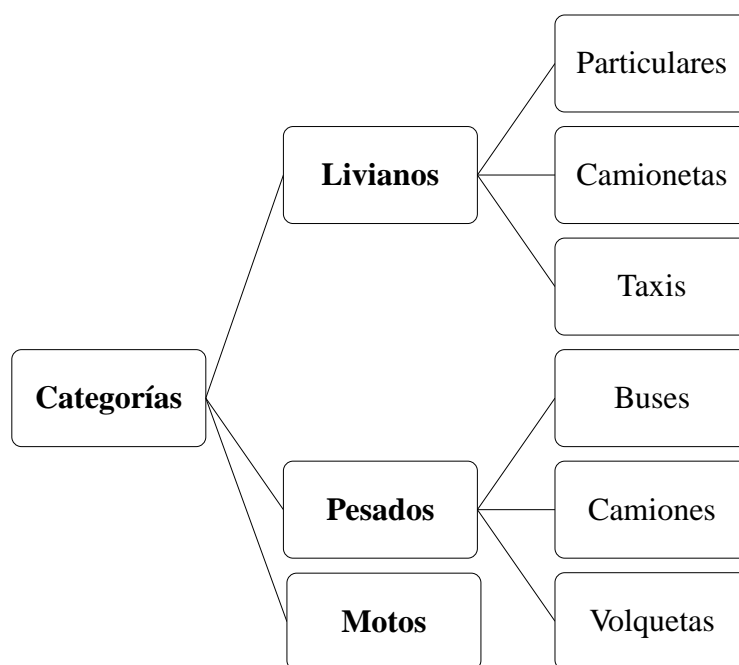 Categorías
Livianos
Particulares
Camionetas
Taxis
Pesados
Buses
Camiones
Volquetas
Motos